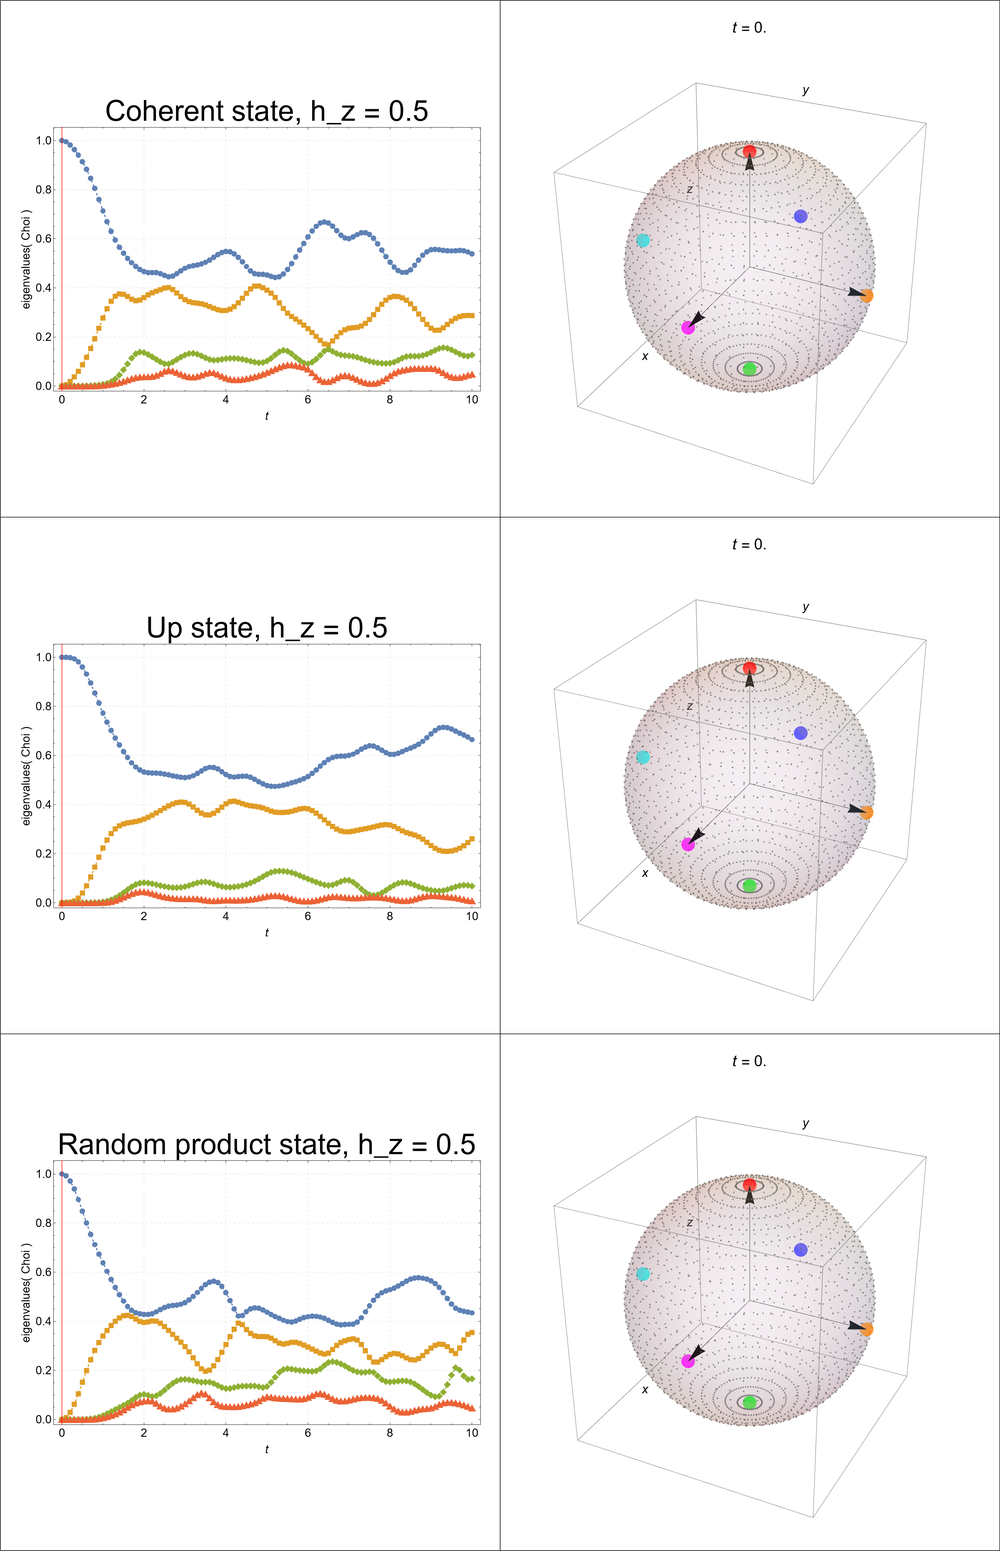 Coherent state, h_z = 0.5
eigenvalues( Choi )
1.0
0.8
0.6
0.4
0.2
0.0
0 2 4 6 8 10
t
t = 0.
y
z
x
Up state, h_z = 0.5
eigenvalues( Choi )
1.0
0.8
0.6
0.4
0.2
0.0
0 2 4 6 8 10
t
t = 0.
y
z
x
Random product state, h_z = 0.5
eigenvalues( Choi )
1.0
0.8
0.6
0.4
0.2
0.0
0 2 4 6 8 10
t
t = 0.
y
z
x